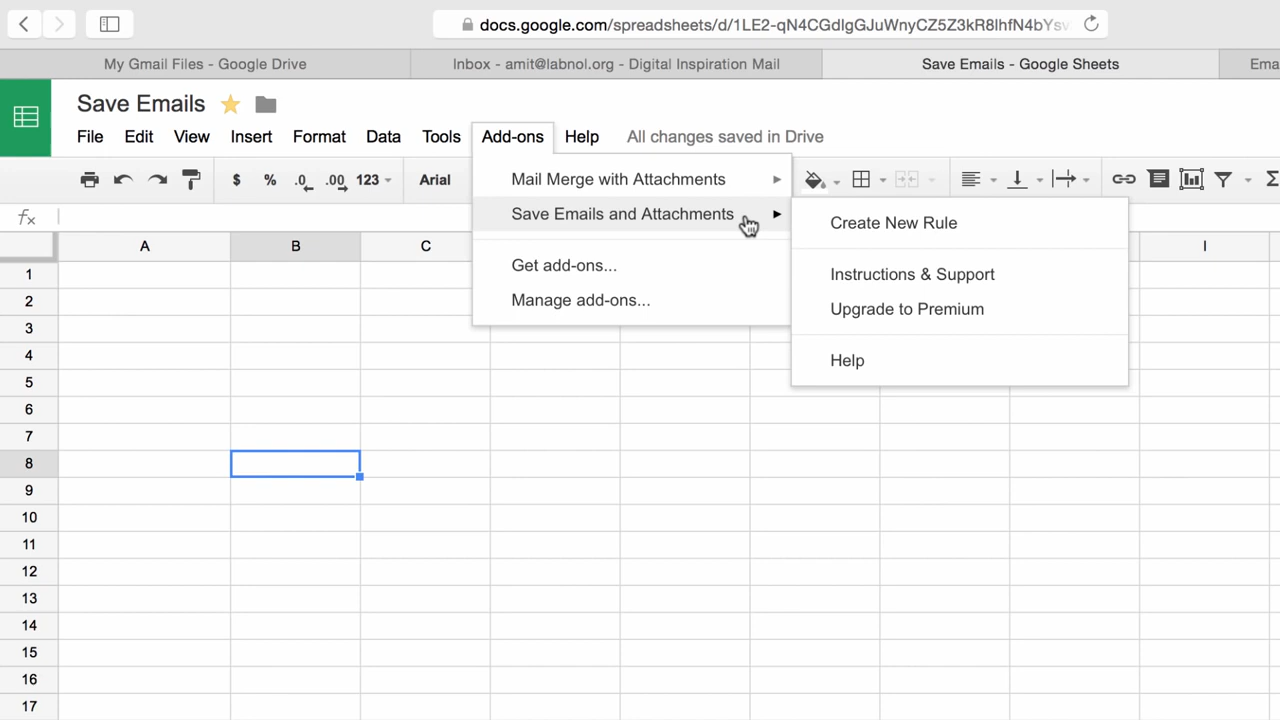 docs.google.com/spreadsheets/d/1LE2-qN4CGdIgGJuWnyCZ5Z3kR8lhfN4bYsv
My Gmail Files - Google Drive
Inbox - amit@labnol.org - Digital Inspiration Mail
Save Emails - Google Sheets
Ema
Save Emails
File Edit View Insert Format Data Tools Add-ons Help All changes saved in Drive
$ % .0 .00 123 Arial
Mail Merge with Attachments
Save Emails and Attachments
Get add-ons...
Manage add-ons...
Create New Rule
Instructions & Support
Upgrade to Premium
Help
fx
A B C I
1
2
3
4
5
6
7
8
9
10
11
12
13
14
15
16
17